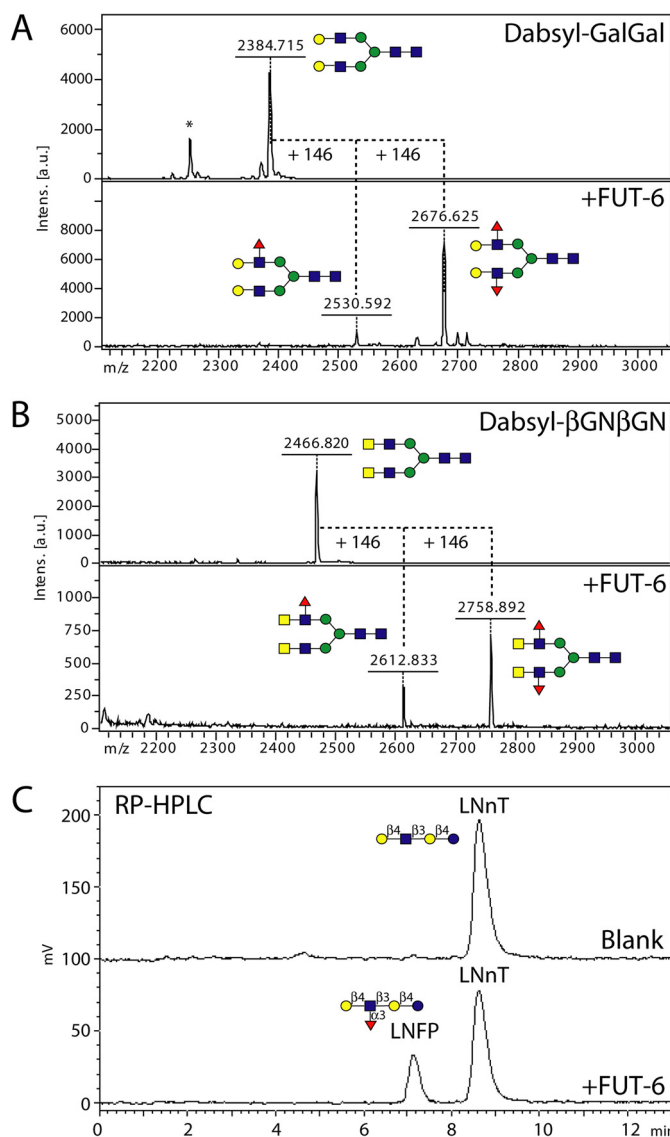 A
Dabsyl-GalGal
6000
2384.715
4000
*
2000
+ 146
+ 146
0
Intens. [a.u.]
+FUT-6
2676.625
8000
6000
4000
2530.592
2000
0
m/z 2200 2300 2400 2500 2600 2700 2800 2900 3000
B
Dabsyl-βGNβGN
5000
2466.820
4000
3000
2000
+ 146
+ 146
1000
0
Intens. [a.u.]
+FUT-6
1000
2758.892
750
2612.833
500
250
0
m/z 2200 2300 2400 2500 2600 2700 2800 2900 3000
C
RP-HPLC
LNnT
200
β4 β3 β4
150
Blank
mV
100
LNnT
β4 β3 β4
α3
LNFP
50
+FUT-6
0
0 2 4 6 8 10 12 min